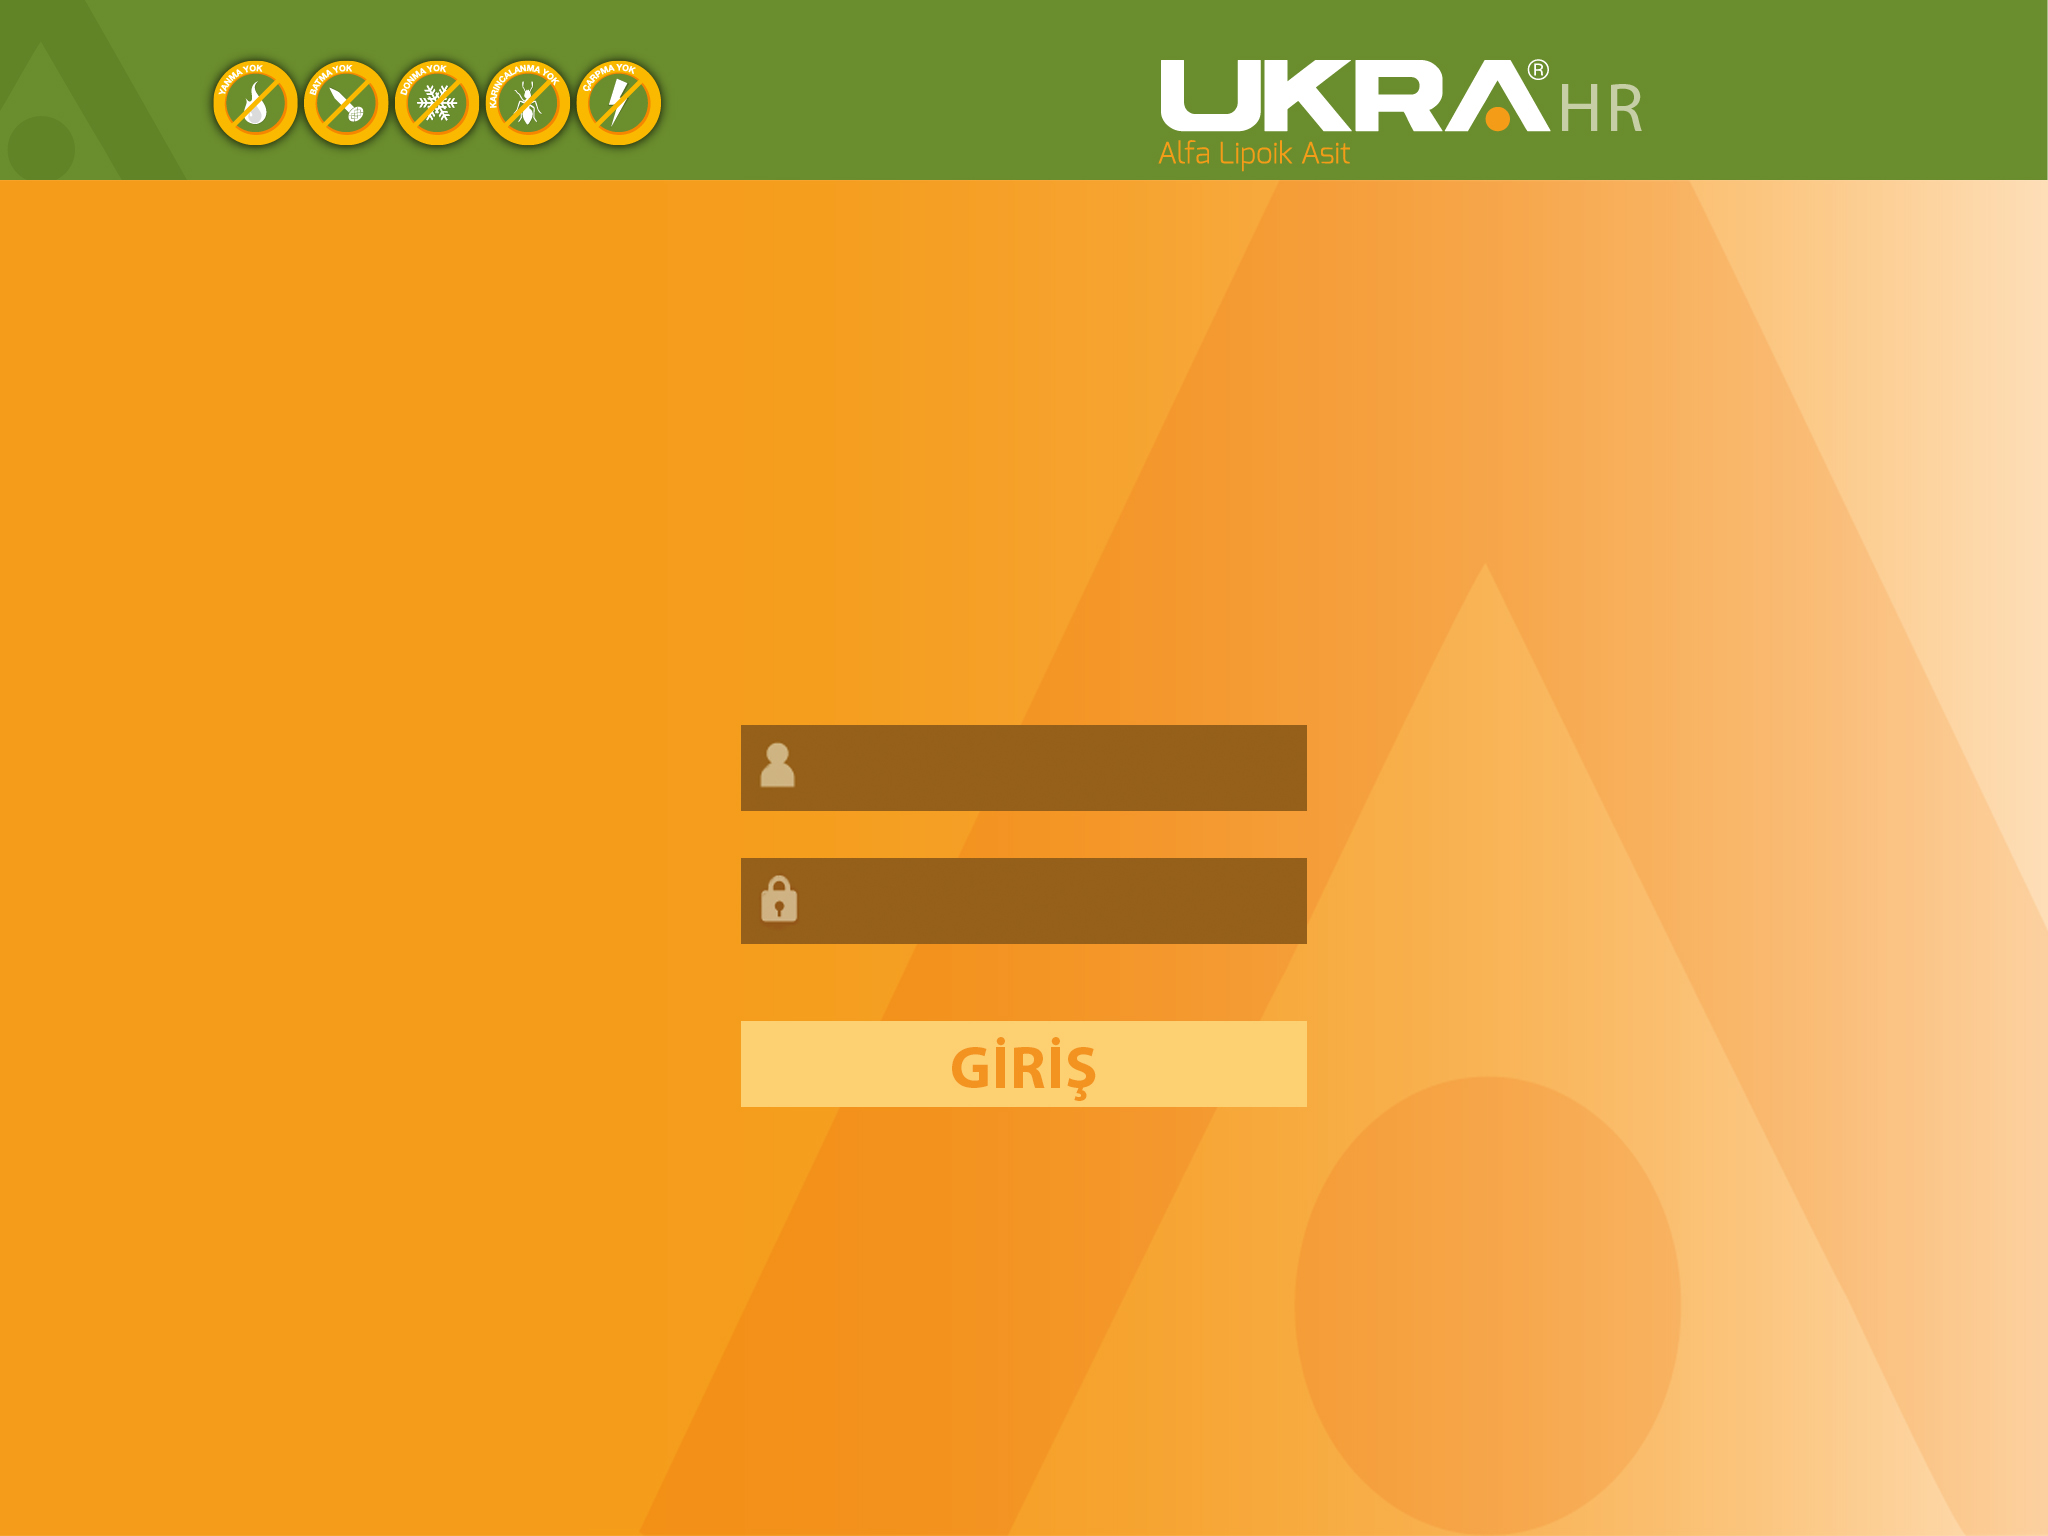 YANMA YOK
BATMA YOK
DONMA YOK
KARINCALANMA YOK
ÇARPMA YOK
UKRA® HR
Alfa Lipoik Asit
GİRİŞ